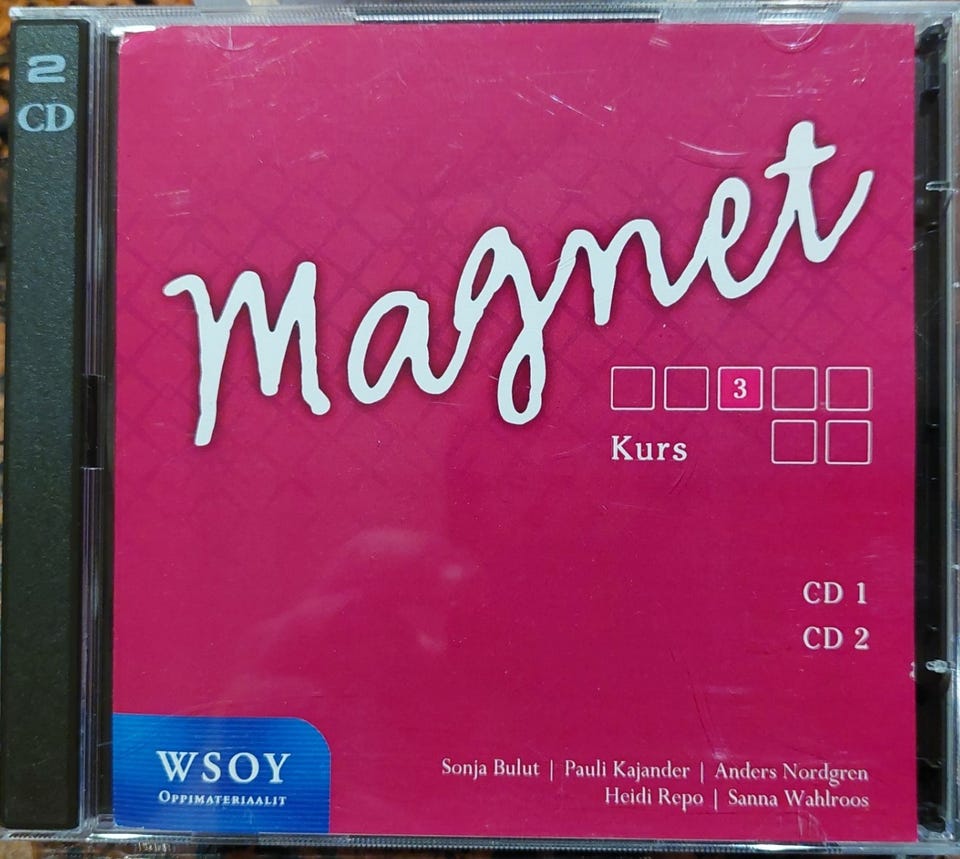 2
CD
Magnet
3
Kurs
CD 1
CD 2
WSOY
OPPIMATERIAALIT
Sonja Bulut | Pauli Kajander | Anders Nordgren
Heidi Repo | Sanna Wahlroos